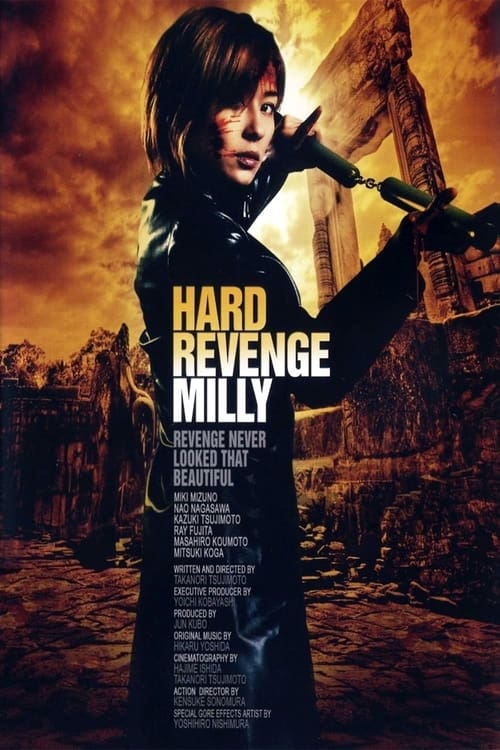 HARD
REVENGE
MILLY
REVENGE NEVER
LOOKED THAT
BEAUTIFUL
MIKI MIZUNO
NAO NAGASAWA
KAZUKI TSUJIMOTO
RAY FUJITA
MASAHIRO KOUMOTO
MITSUKI KOGA
WRITTEN AND DIRECTED BY
TAKANORI TSUJIMOTO
EXECUTIVE PRODUCER BY
YOICHI KOBAYASHI
PRODUCED BY
JUN KUBO
ORIGINAL MUSIC BY
HIKARU YOSHIDA
CINEMATOGRAPHY BY
HAJIME ISHIDA
TAKANORI TSUJIMOTO
ACTION DIRECTOR BY
KENSUKE SONOMURA
SPECIAL GORE EFFECTS ARTIST BY
YOSHIHIRO NISHIMURA